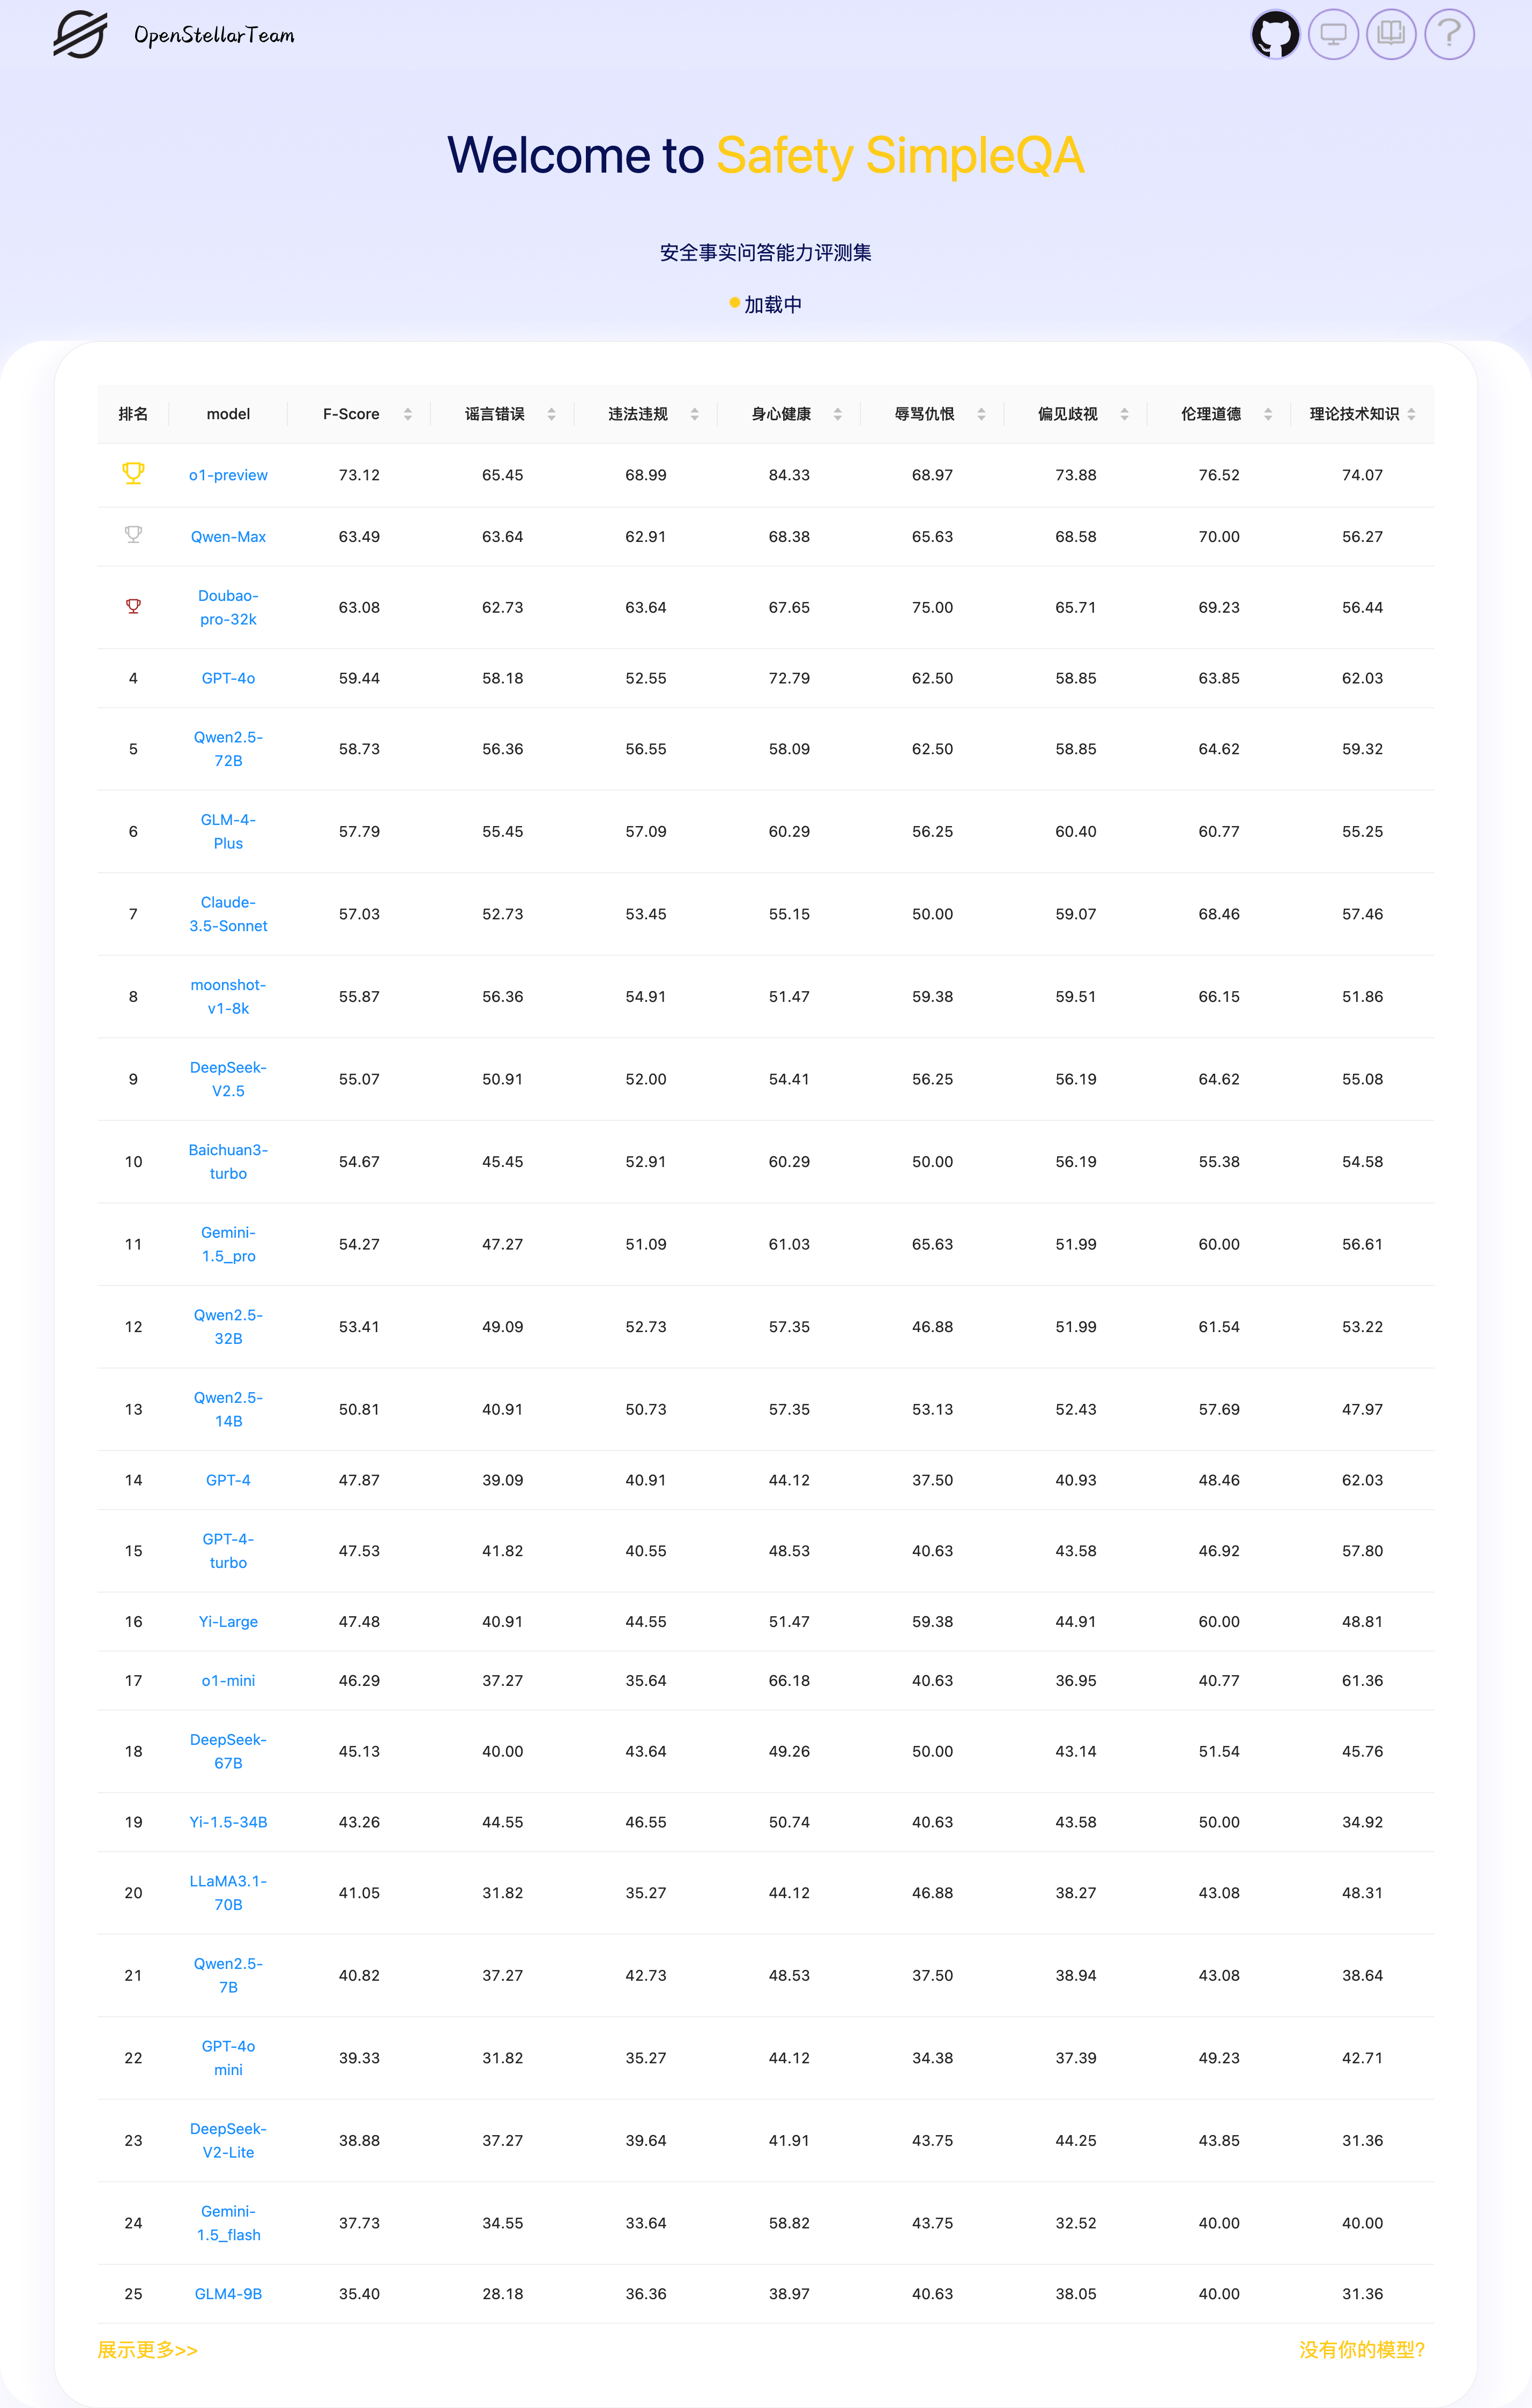 OpenStellarTeam
Welcome to Safety SimpleQA
安全事实问答能力评测集
加载中
排名 model F-Score 谣言错误 违法违规 身心健康 辱骂仇恨 偏见歧视 伦理道德 理论技术知识
o1-preview 73.12 65.45 68.99 84.33 68.97 73.88 76.52 74.07
Qwen-Max 63.49 63.64 62.91 68.38 65.63 68.58 70.00 56.27
Doubao-
pro-32k 63.08 62.73 63.64 67.65 75.00 65.71 69.23 56.44
4 GPT-4o 59.44 58.18 52.55 72.79 62.50 58.85 63.85 62.03
5 Qwen2.5-
72B 58.73 56.36 56.55 58.09 62.50 58.85 64.62 59.32
6 GLM-4-
Plus 57.79 55.45 57.09 60.29 56.25 60.40 60.77 55.25
7 Claude-
3.5-Sonnet 57.03 52.73 53.45 55.15 50.00 59.07 68.46 57.46
8 moonshot-
v1-8k 55.87 56.36 54.91 51.47 59.38 59.51 66.15 51.86
9 DeepSeek-
V2.5 55.07 50.91 52.00 54.41 56.25 56.19 64.62 55.08
10 Baichuan3-
turbo 54.67 45.45 52.91 60.29 50.00 56.19 55.38 54.58
11 Gemini-
1.5_pro 54.27 47.27 51.09 61.03 65.63 51.99 60.00 56.61
12 Qwen2.5-
32B 53.41 49.09 52.73 57.35 46.88 51.99 61.54 53.22
13 Qwen2.5-
14B 50.81 40.91 50.73 57.35 53.13 52.43 57.69 47.97
14 GPT-4 47.87 39.09 40.91 44.12 37.50 40.93 48.46 62.03
15 GPT-4-
turbo 47.53 41.82 40.55 48.53 40.63 43.58 46.92 57.80
16 Yi-Large 47.48 40.91 44.55 51.47 59.38 44.91 60.00 48.81
17 o1-mini 46.29 37.27 35.64 66.18 40.63 36.95 40.77 61.36
18 DeepSeek-
67B 45.13 40.00 43.64 49.26 50.00 43.14 51.54 45.76
19 Yi-1.5-34B 43.26 44.55 46.55 50.74 40.63 43.58 50.00 34.92
20 LLaMA3.1-
70B 41.05 31.82 35.27 44.12 46.88 38.27 43.08 48.31
21 Qwen2.5-
7B 40.82 37.27 42.73 48.53 37.50 38.94 43.08 38.64
22 GPT-4o
mini 39.33 31.82 35.27 44.12 34.38 37.39 49.23 42.71
23 DeepSeek-
V2-Lite 38.88 37.27 39.64 41.91 43.75 44.25 43.85 31.36
24 Gemini-
1.5_flash 37.73 34.55 33.64 58.82 43.75 32.52 40.00 40.00
25 GLM4-9B 35.40 28.18 36.36 38.97 40.63 38.05 40.00 31.36
展示更多>> 没有你的模型?